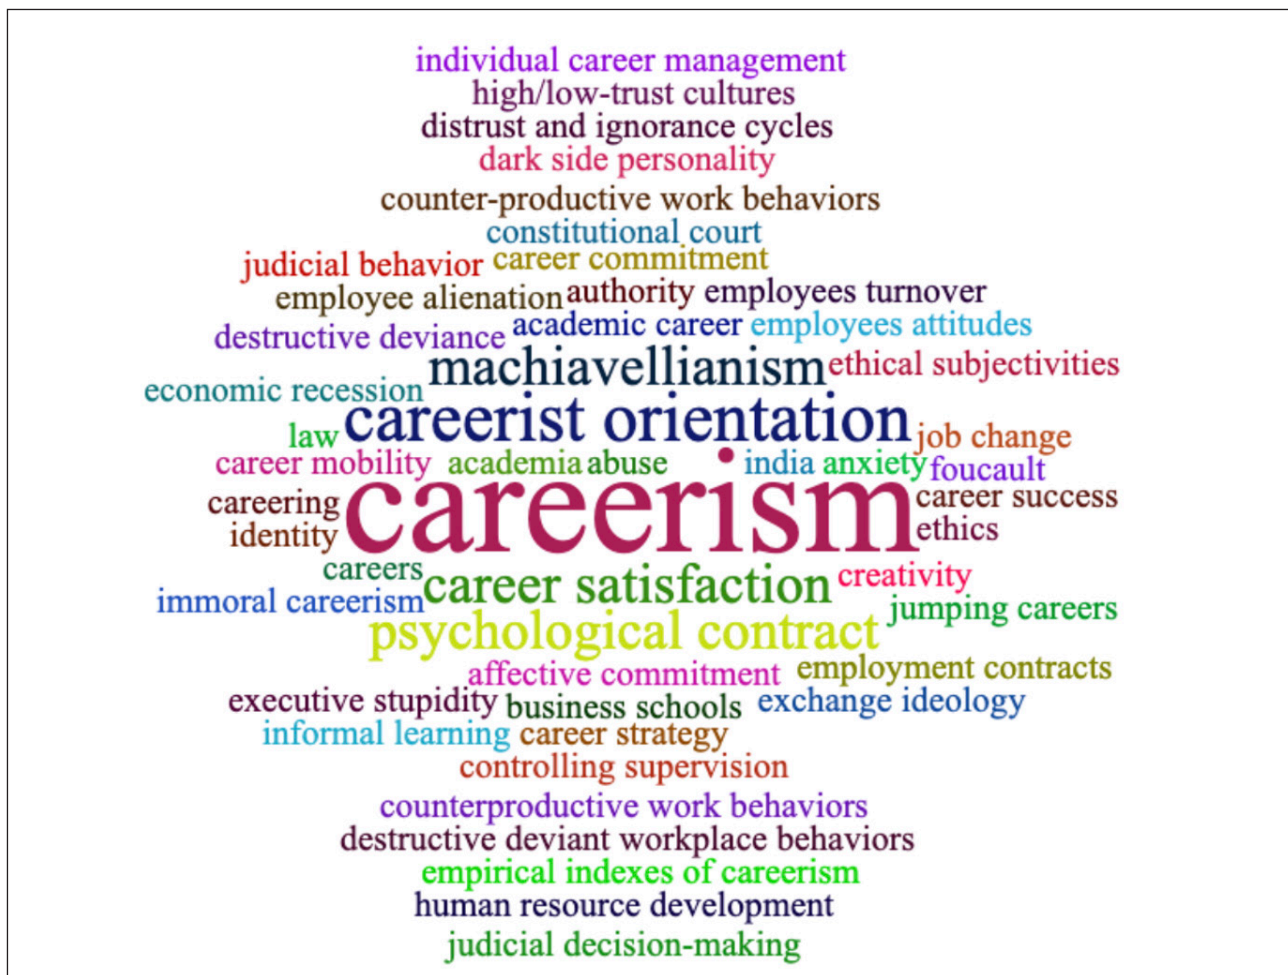 individual career management
high/low-trust cultures
distrust and ignorance cycles
dark side personality
counter-productive work behaviors
constitutional court
judicial behavior career commitment
employee alienation authority employees turnover
destructive deviance academic career employees attitudes
machiavellianism ethical subjectivities
economic recession
careerist orientation
law job change
career mobility academia abuse india anxiety foucault
careerism
careering career success
identity ethics
careers career satisfaction creativity
immoral careerism jumping careers
psychological contract
affective commitment employment contracts
executive stupidity business schools exchange ideology
informal learning career strategy
controlling supervision
counterproductive work behaviors
destructive deviant workplace behaviors
empirical indexes of careerism
human resource development
judicial decision-making